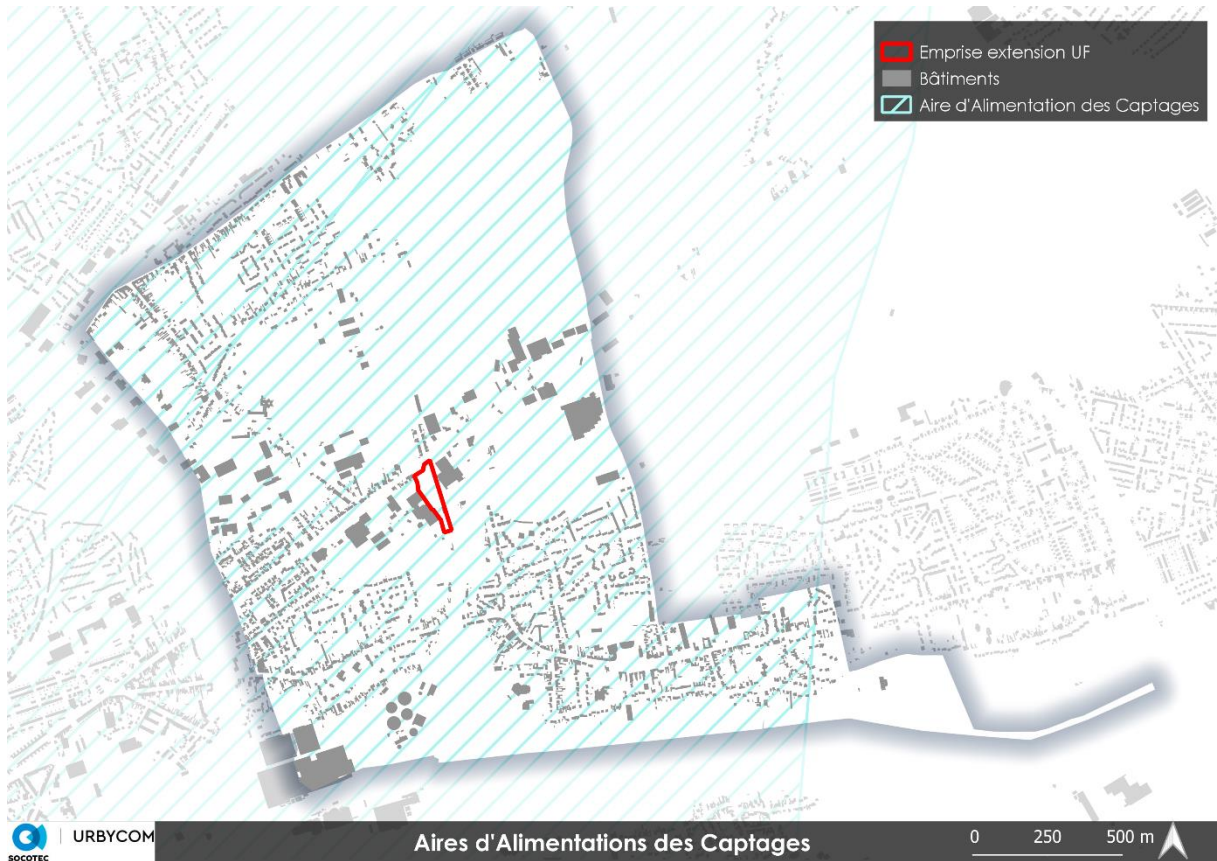 Emprise extension UF
Bâtiments
Aire d'Alimentation des Captages
SOCOTEC
URBYCOM
Aires d'Alimentations des Captages
0 250 500 m